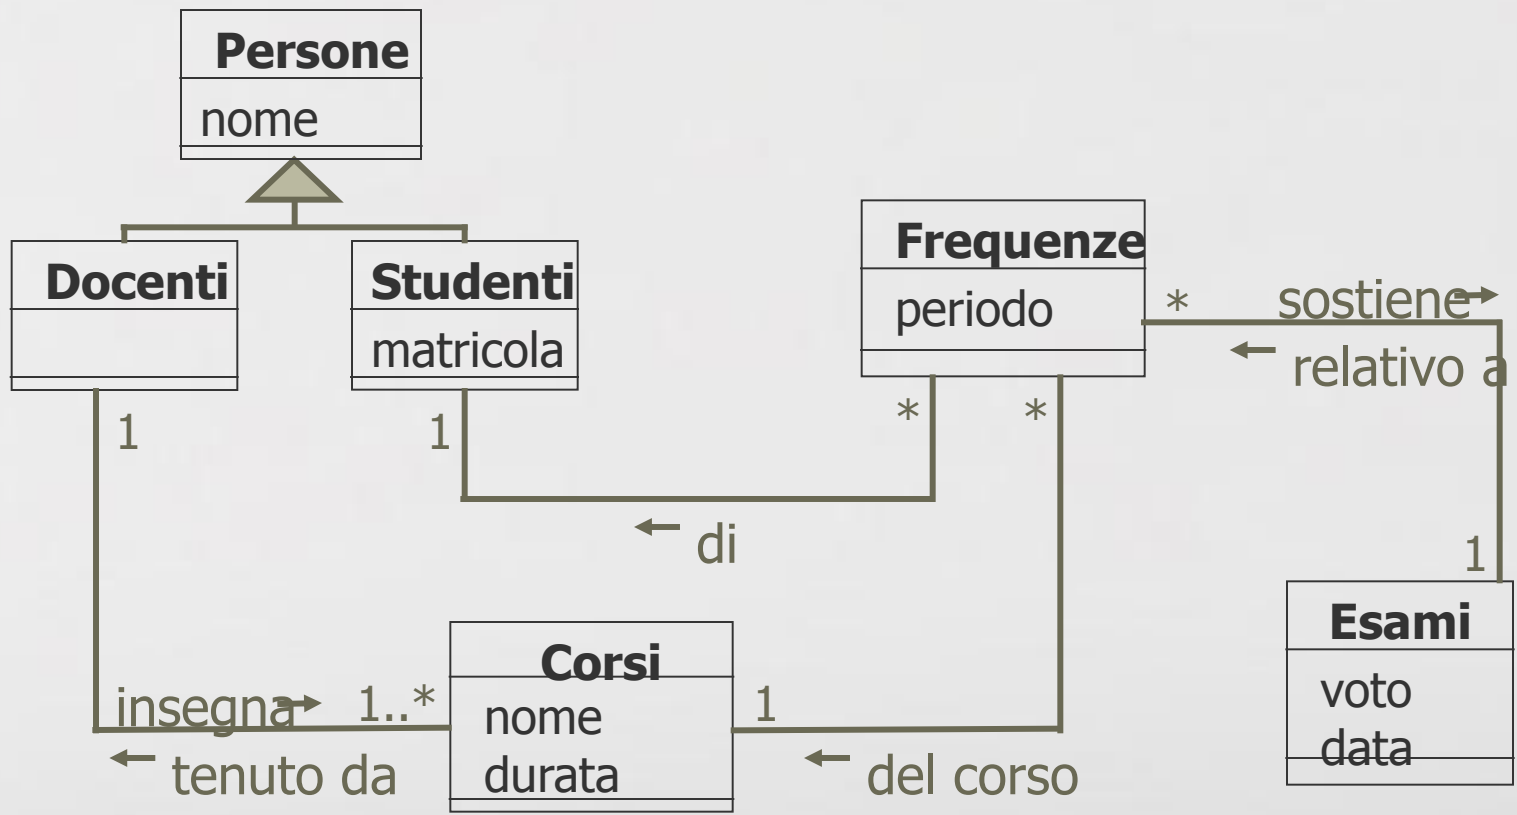 Persone
nome
Docenti
Studenti
matricola
Frequenze
periodo
* sostiene
relativo a
1
1
*
*
di
1
Esami
voto
data
Corsi
nome
durata
insegna 1..*
tenuto da
1
del corso